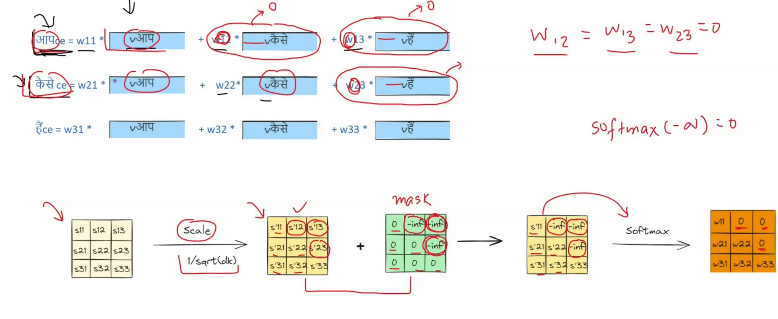 0
0
आपce = w11 * vआप + w12 * vकैसे + w13 * vहैं
w12 = w13 = w23 = 0
कैसे ce = w21 * vआप + w22* vकैसे + w23 * vहैं
हैंce = w31 * vआप + w32 * vकैसे + w33 * vहैं
softmax (-∞) = 0
mask
s11 s12 s13
s21 s22 s23
s31 s32 s33
Scale
1/sqrt(dk)
s'11 s'12 s'13
s'21 s'22 s'23
s'31 s'32 s'33
+
0 -inf -inf
0 0 -inf
0 0 0
s'11 -inf -inf
s'21 s'22 -inf
s'31 s'32 s'33
Softmax
w11 0 0
w21 w22 0
w31 w32 w33